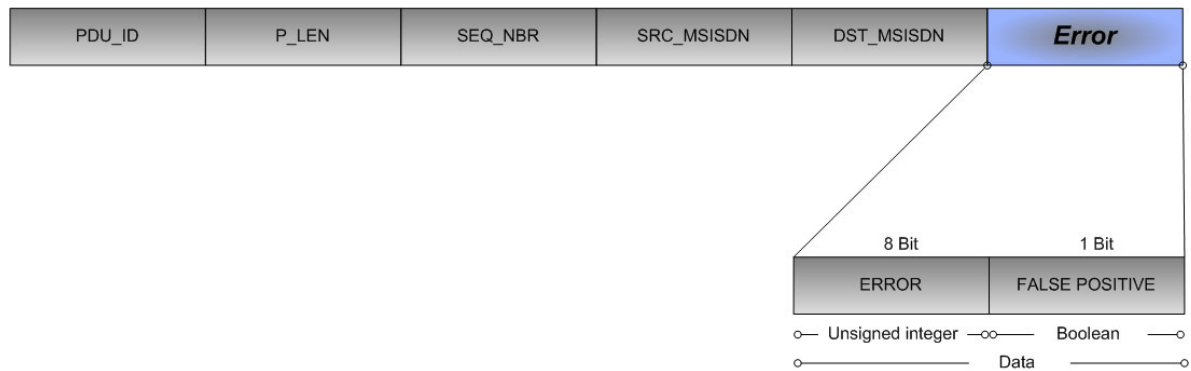 PDU_ID P_LEN SEQ_NBR SRC_MSISDN DST_MSISDN Error
8 Bit 1 Bit
ERROR FALSE POSITIVE
Unsigned integer Boolean
Data